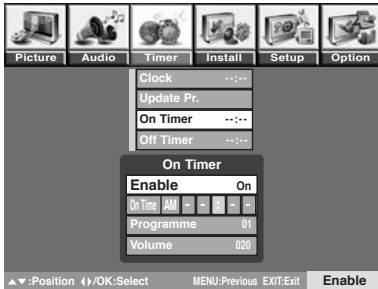 Picture Audio Timer Install Setup Option
Clock --:--
Update Pr.
On Timer --:--
Off Timer --:--
On Timer
Enable On
On Time AM - - : - -
Programme 01
Volume 020
▲▼:Position ◀▶/OK:Select MENU:Previous EXIT:Exit Enable